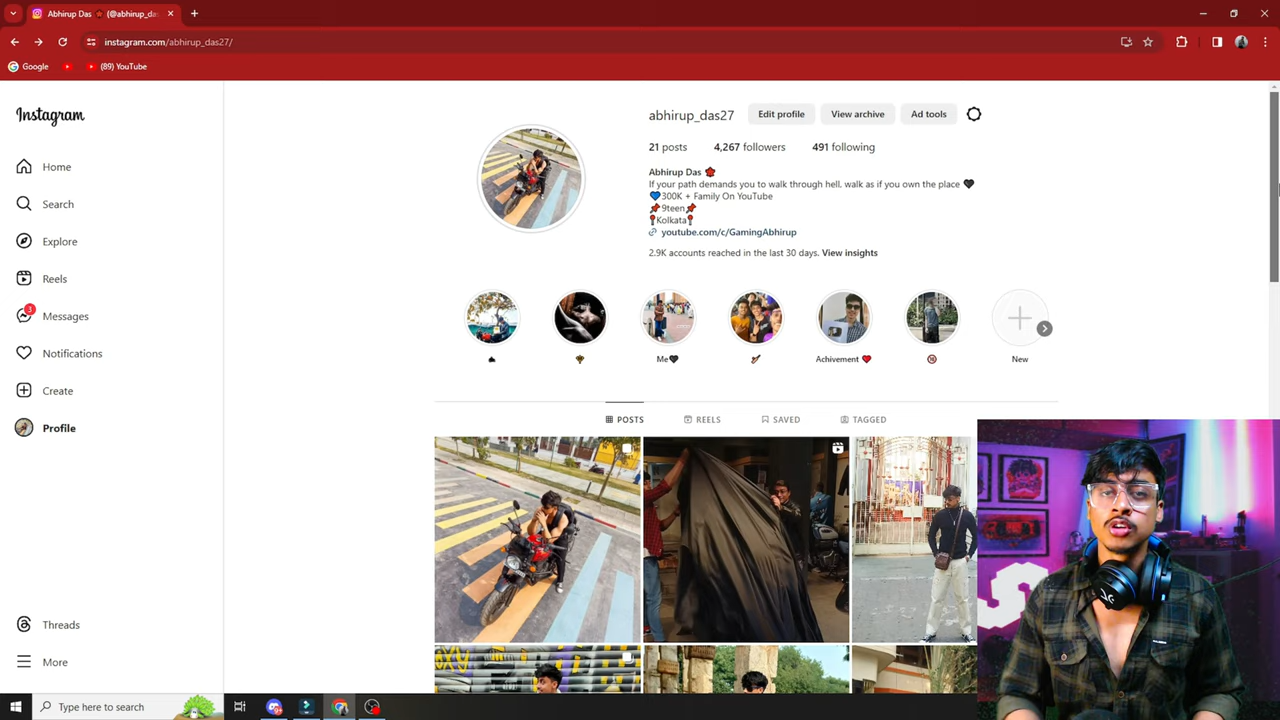 Abhirup Das (@abhirup_da
instagram.com/abhirup_das27/
Google
(89) YouTube
Instagram
Home
Search
Explore
Reels
3
Messages
Notifications
Create
Profile
Threads
More
abhirup_das27 Edit profile View archive Ad tools
21 posts 4,267 followers 491 following
Abhirup Das
If your path demands you to walk through hell, walk as if you own the place 🖤
💙300K + Family On YouTube
📌9teen📌
📍Kolkata📍
youtube.com/c/GamingAbhirup
2.9K accounts reached in the last 30 days. View insights
Me🖤
Achivement ❤️
New
POSTS REELS SAVED TAGGED
Type here to search